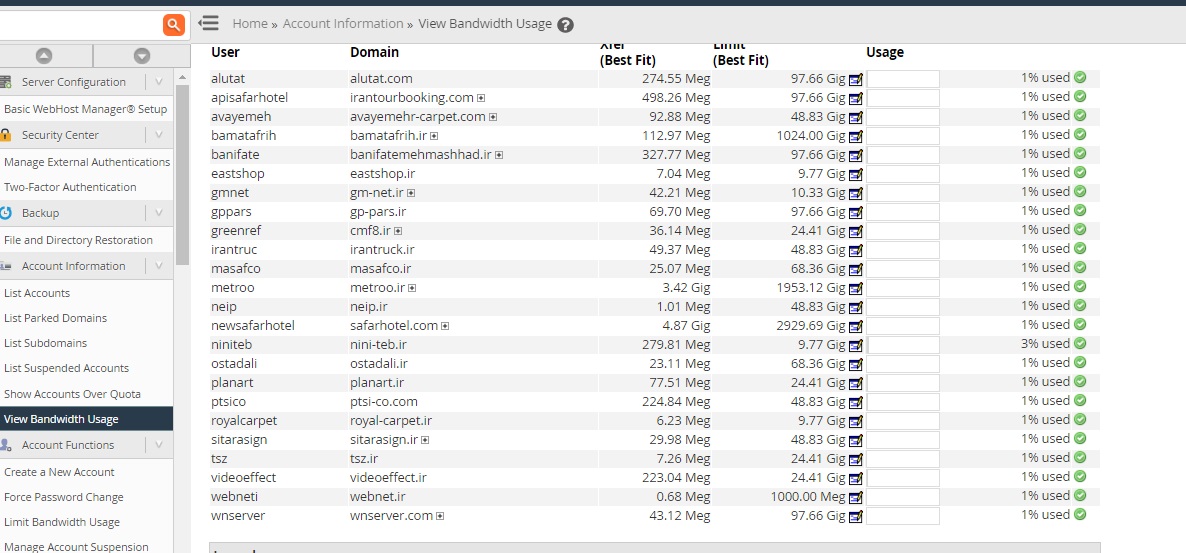 Home » Account Information » View Bandwidth Usage
Server Configuration
Basic WebHost Manager® Setup
Security Center
Manage External Authentications
Two-Factor Authentication
Backup
File and Directory Restoration
Account Information
List Accounts
List Parked Domains
List Subdomains
List Suspended Accounts
Show Accounts Over Quota
View Bandwidth Usage
Account Functions
Create a New Account
Force Password Change
Limit Bandwidth Usage
Manage Account Suspension
User Domain Xfer (Best Fit) Limit (Best Fit) Usage
alutat alutat.com 274.55 Meg 97.66 Gig 1% used
apisafarhotel irantourbooking.com 498.26 Meg 97.66 Gig 1% used
avayemeh avayemehr-carpet.com 92.88 Meg 48.83 Gig 1% used
bamatafrih bamatafrih.ir 112.97 Meg 1024.00 Gig 1% used
banifate banifatemehmashhad.ir 327.77 Meg 97.66 Gig 1% used
eastshop eastshop.ir 7.04 Meg 9.77 Gig 1% used
gmnet gm-net.ir 42.21 Meg 10.33 Gig 1% used
gppars gp-pars.ir 69.70 Meg 97.66 Gig 1% used
greenref cmf8.ir 36.14 Meg 24.41 Gig 1% used
irantruc irantruck.ir 49.37 Meg 48.83 Gig 1% used
masafco masafco.ir 25.07 Meg 68.36 Gig 1% used
metroo metroo.ir 3.42 Gig 1953.12 Gig 1% used
neip neip.ir 1.01 Meg 48.83 Gig 1% used
newsafarhotel safarhotel.com 4.87 Gig 2929.69 Gig 1% used
niniteb nini-teb.ir 279.81 Meg 9.77 Gig 3% used
ostadali ostadali.ir 23.11 Meg 68.36 Gig 1% used
planart planart.ir 77.51 Meg 24.41 Gig 1% used
ptsico ptsi-co.com 224.84 Meg 48.83 Gig 1% used
royalcarpet royal-carpet.ir 6.23 Meg 9.77 Gig 1% used
sitarasign sitarasign.ir 29.98 Meg 48.83 Gig 1% used
tsz tsz.ir 7.26 Meg 24.41 Gig 1% used
videoeffect videoeffect.ir 223.04 Meg 24.41 Gig 1% used
webneti webnet.ir 0.68 Meg 1000.00 Meg 1% used
wnserver wnserver.com 43.12 Meg 97.66 Gig 1% used